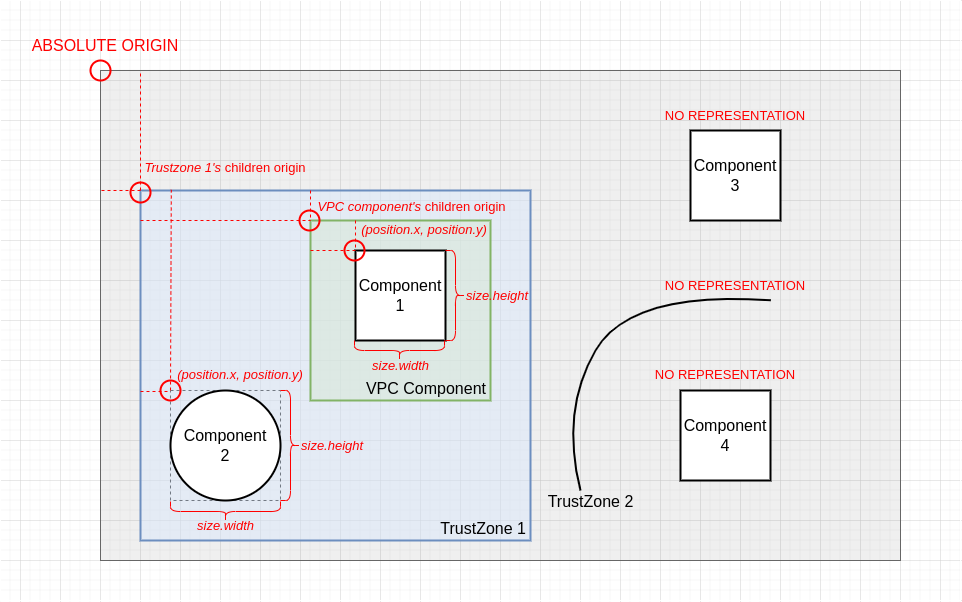 ABSOLUTE ORIGIN
NO REPRESENTATION
Component
3
Trustzone 1's children origin
VPC component's children origin
(position.x, position.y)
Component
1
size.height
size.width
VPC Component
NO REPRESENTATION
(position.x, position.y)
Component
2
size.height
size.width
TrustZone 1
NO REPRESENTATION
Component
4
TrustZone 2